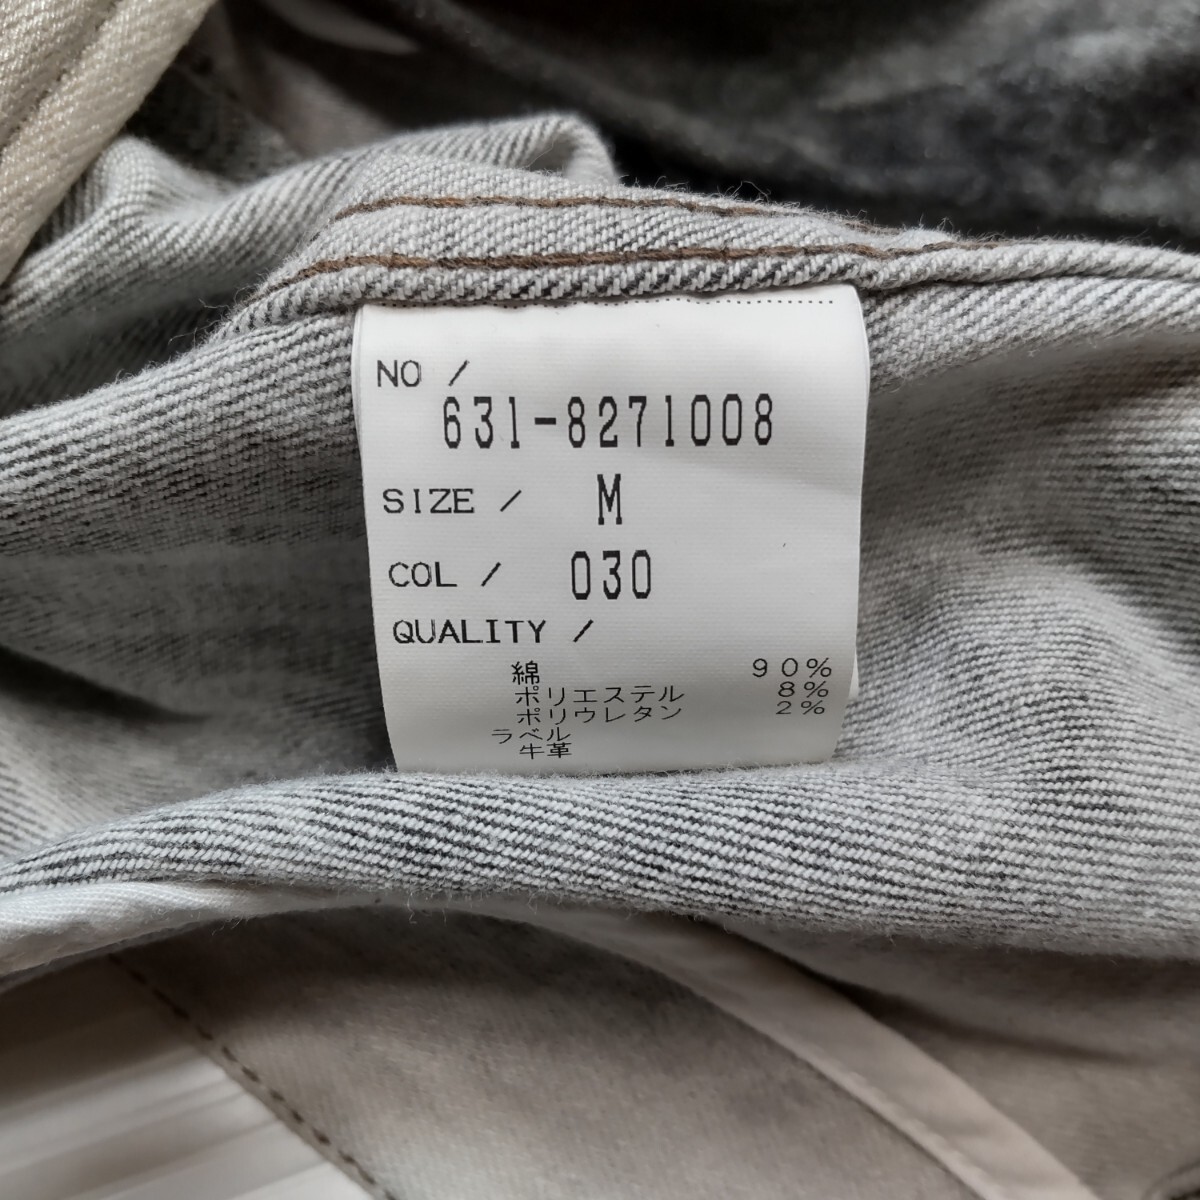 NO /
631-8271008
SIZE / M
COL / 030
QUALITY /
綿 90%
ポリエステル 8%
ポリウレタン 2%
ラベル
牛革